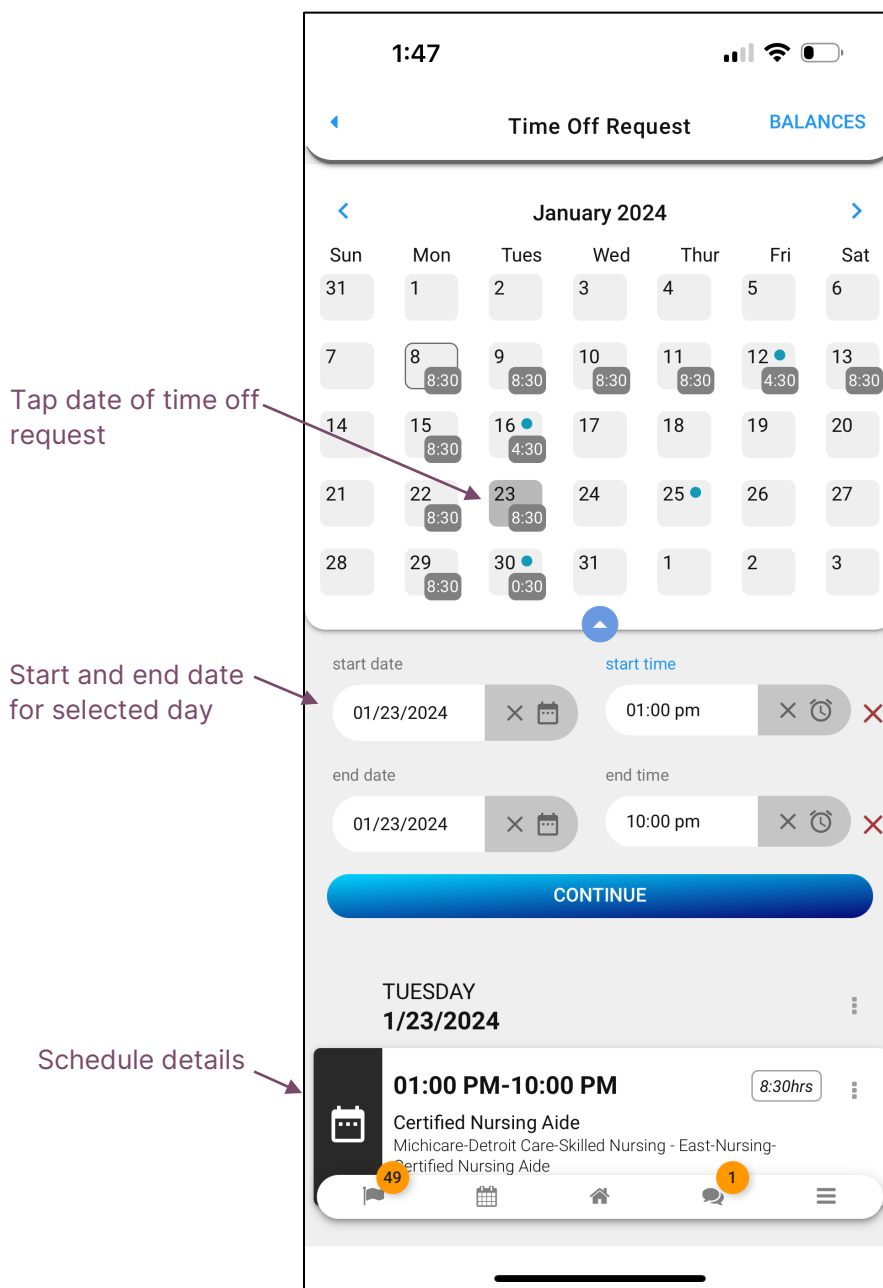 1:47
Time Off Request
BALANCES
January 2024
Sun Mon Tues Wed Thur Fri Sat
31 1 2 3 4 5 6
7 8 9 10 11 12 13
8:30 8:30 8:30 8:30 4:30 8:30
Tap date of time off
request
14 15 16 17 18 19 20
8:30 4:30
21 22 23 24 25 26 27
8:30 8:30
28 29 30 31 1 2 3
8:30 0:30
Start and end date
for selected day
start date start time
01/23/2024 01:00 pm
end date end time
01/23/2024 10:00 pm
CONTINUE
TUESDAY
1/23/2024
Schedule details
01:00 PM-10:00 PM 8:30hrs
Certified Nursing Aide
Michicare-Detroit Care-Skilled Nursing - East-Nursing-
Certified Nursing Aide
49 1